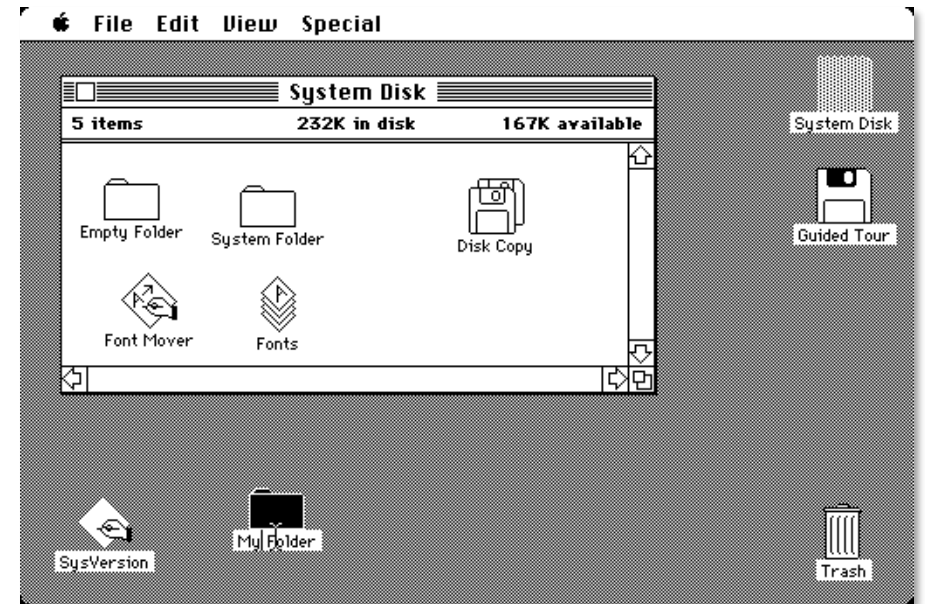 File Edit View Special
System Disk
5 items 232K in disk 167K available
System Disk
Empty Folder
System Folder
Disk Copy
Guided Tour
Font Mover
Fonts
SysVersion
My Folder
Trash